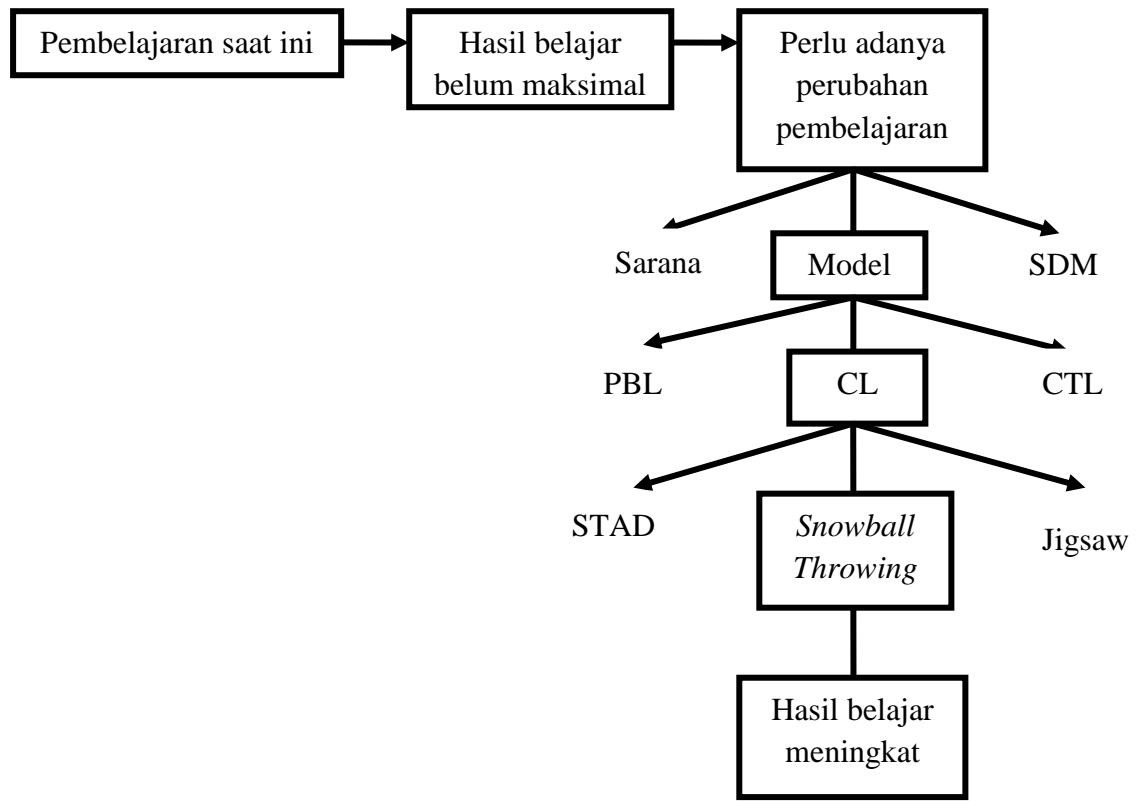 Pembelajaran saat ini
Hasil belajar
belum maksimal
Perlu adanya
perubahan
pembelajaran
Sarana
Model
SDM
PBL
CL
CTL
STAD
Snowball
Throwing
Jigsaw
Hasil belajar
meningkat